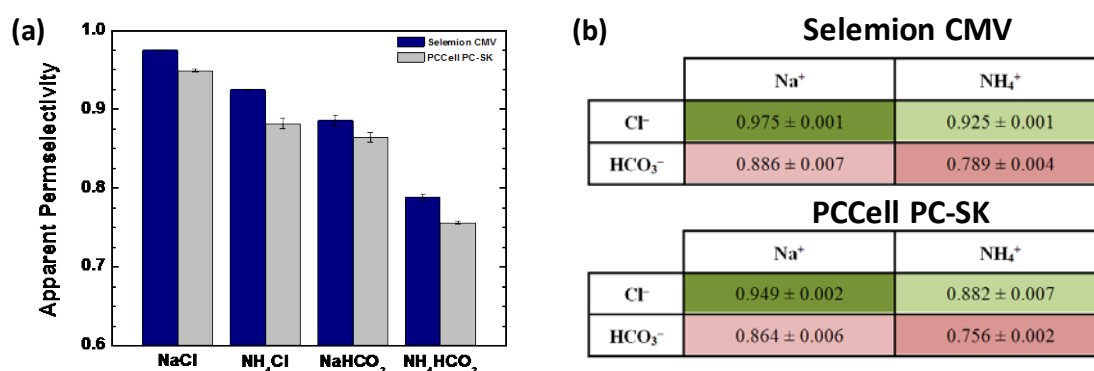 (a)
Apparent Permselectivity
1.0
0.9
0.8
0.7
0.6
Selemion CMV
PCCell PC-SK
NaCl
NH₄Cl
NaHCO₃
NH₄HCO₃
(b)
Selemion CMV
Na⁺ NH₄⁺
Cl⁻ 0.975 ± 0.001 0.925 ± 0.001
HCO₃⁻ 0.886 ± 0.007 0.789 ± 0.004
PCCell PC-SK
Na⁺ NH₄⁺
Cl⁻ 0.949 ± 0.002 0.882 ± 0.007
HCO₃⁻ 0.864 ± 0.006 0.756 ± 0.002